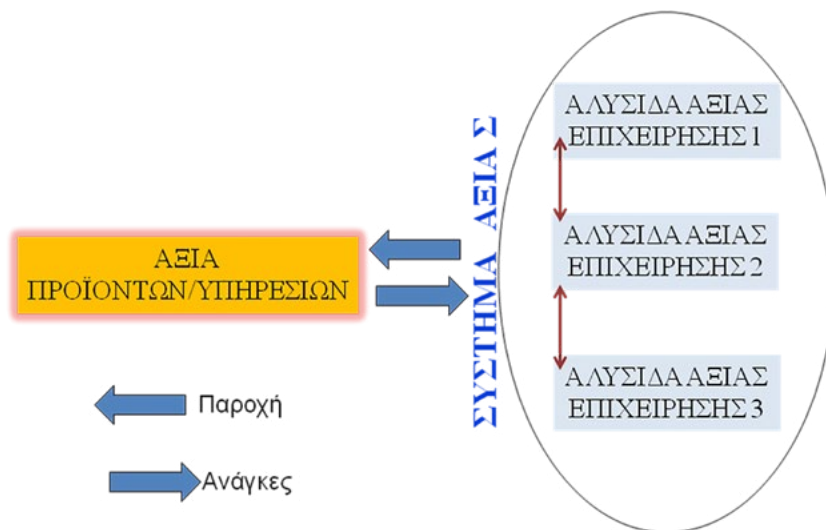 ΑΛΥΣΙΔΑ ΑΞΙΑΣ
ΕΠΙΧΕΙΡΗΣΗΣ 1
ΣΥΣΤΗΜΑ ΑΞΙΑΣ
ΑΛΥΣΙΔΑ ΑΞΙΑΣ
ΕΠΙΧΕΙΡΗΣΗΣ 2
ΑΞΙΑ
ΠΡΟΪΟΝΤΩΝ/ΥΠΗΡΕΣΙΩΝ
ΑΛΥΣΙΔΑ ΑΞΙΑΣ
ΕΠΙΧΕΙΡΗΣΗΣ 3
Παροχή
Ανάγκες